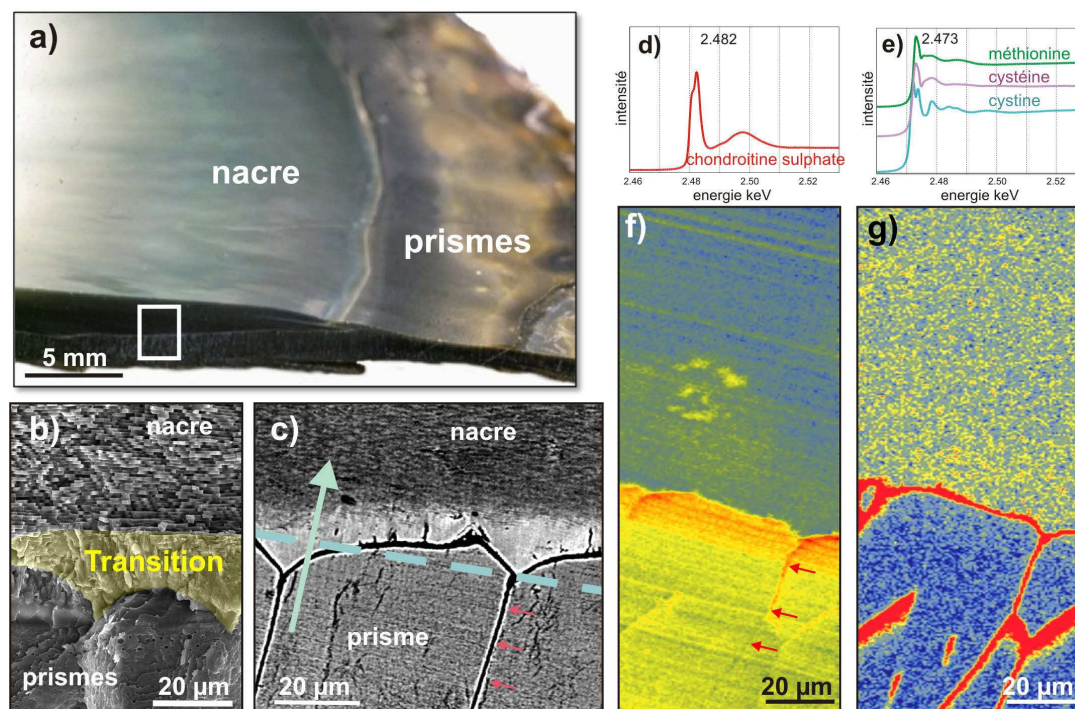 a)
nacre
prismes
5 mm
b)
nacre
Transition
prismes
20 µm
c)
nacre
prisme
20 µm
d)
2.482
intensité
chondroitine sulphate
2.46 2.48 2.50 2.52
energie keV
e)
2.473
méthionine
cystéine
cystine
intensité
2.46 2.48 2.50 2.52
energie keV
f)
20 µm
g)
20 µm